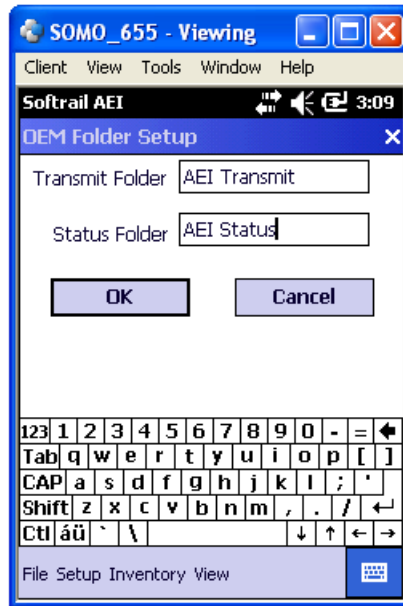 SOMO_655 - Viewing
Client View Tools Window Help
Softrail AEI 3:09
OEM Folder Setup
Transmit Folder AEI Transmit
Status Folder AEI Status
OK Cancel
123 1 2 3 4 5 6 7 8 9 0 - =
Tab q w e r t y u i o p [ ]
CAP a s d f g h j k l ; '
Shift z x c v b n m , . /
Ctl áü ` \
File Setup Inventory View